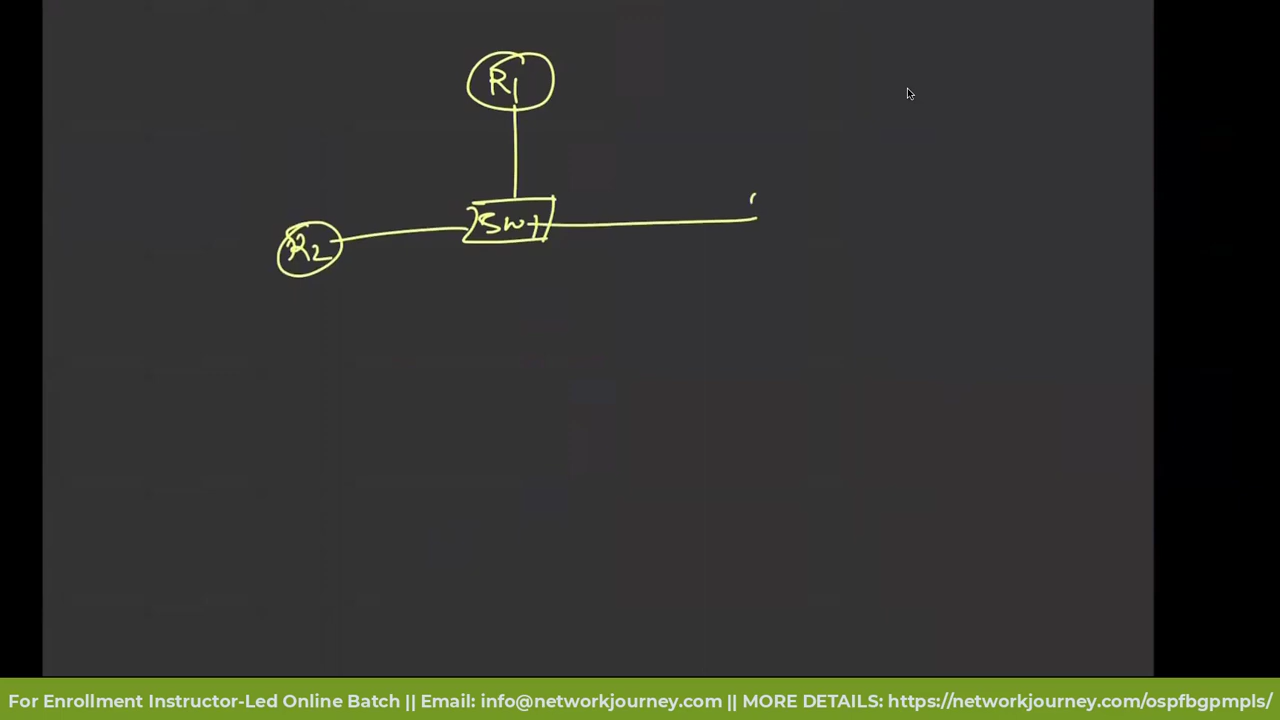 R1
SW1
R2
For Enrollment Instructor-Led Online Batch || Email: info@networkjourney.com || MORE DETAILS: https://networkjourney.com/ospfbgpmpls/